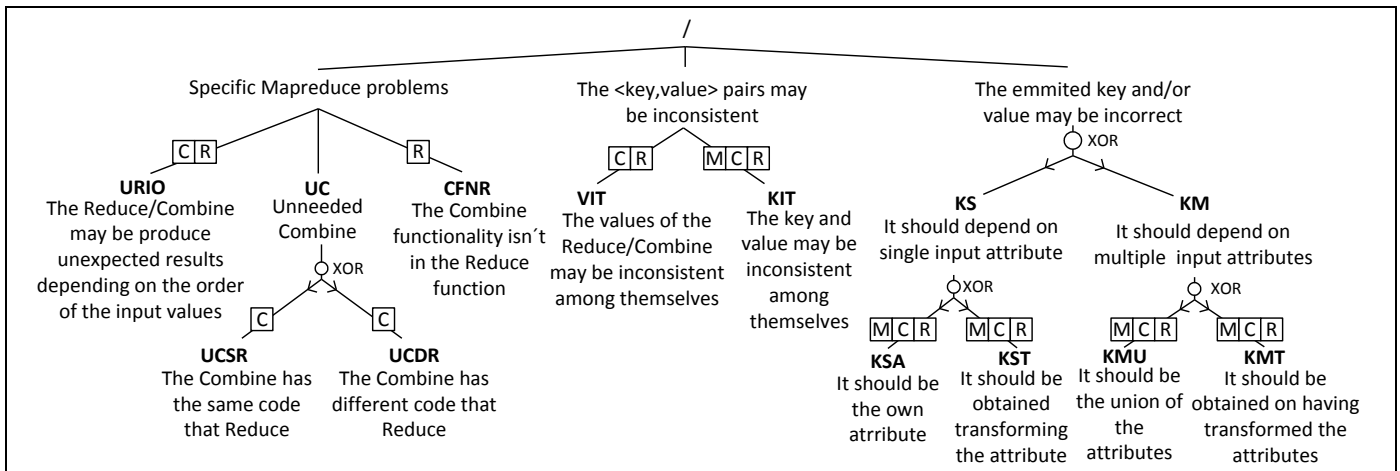 /
Specific Mapreduce problems
The <key,value> pairs may
be inconsistent
The emmited key and/or
value may be incorrect
XOR
C R
R
C R
M C R
URIO
The Reduce/Combine
may be produce
unexpected results
depending on the order
of the input values
UC
Unneeded
Combine
XOR
CFNR
The Combine
functionality isn´t
in the Reduce
function
C
C
UCSR
The Combine has
the same code
that Reduce
UCDR
The Combine has
different code that
Reduce
VIT
The values of the
Reduce/Combine
may be inconsistent
among themselves
KIT
The key and
value may be
inconsistent
among
themselves
KS
It should depend on
single input attribute
XOR
KM
It should depend on
multiple input attributes
XOR
M C R
M C R
M C R
M C R
KSA
It should be
the own
atrribute
KST
It should be
obtained
transforming
the attribute
KMU
It should be
the union of
the
attributes
KMT
It should be
obtained on having
transformed the
attributes